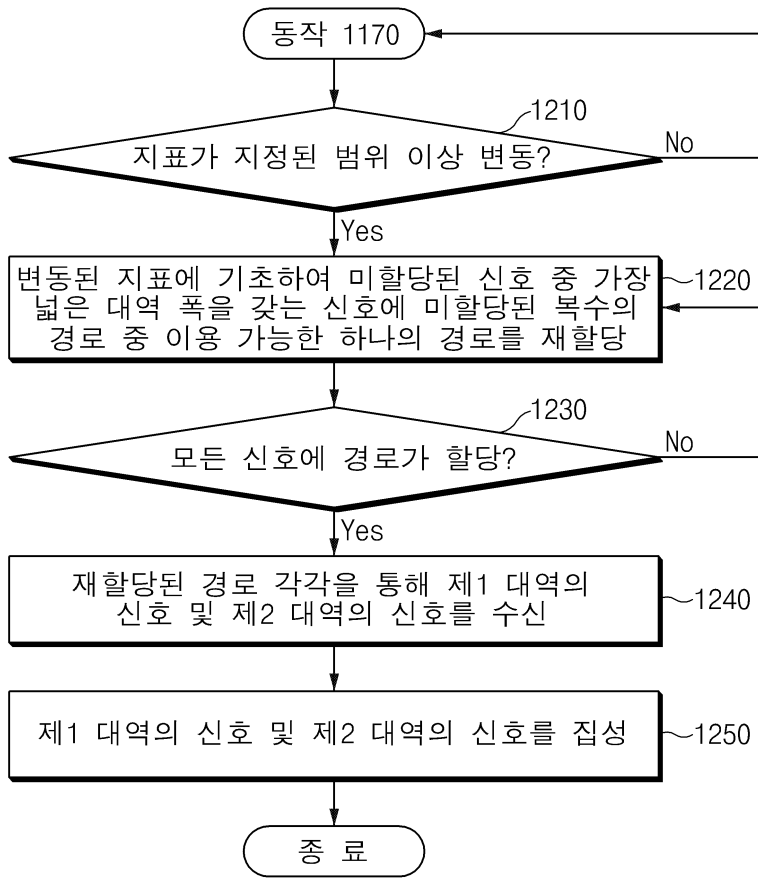 동작 1170
1210
지표가 지정된 범위 이상 변동?
No
Yes
변동된 지표에 기초하여 미할당된 신호 중 가장
넓은 대역 폭을 갖는 신호에 미할당된 복수의
경로 중 이용 가능한 하나의 경로를 재할당
1220
1230
모든 신호에 경로가 할당?
No
Yes
재할당된 경로 각각을 통해 제1 대역의
신호 및 제2 대역의 신호를 수신
1240
제1 대역의 신호 및 제2 대역의 신호를 집성
1250
종 료